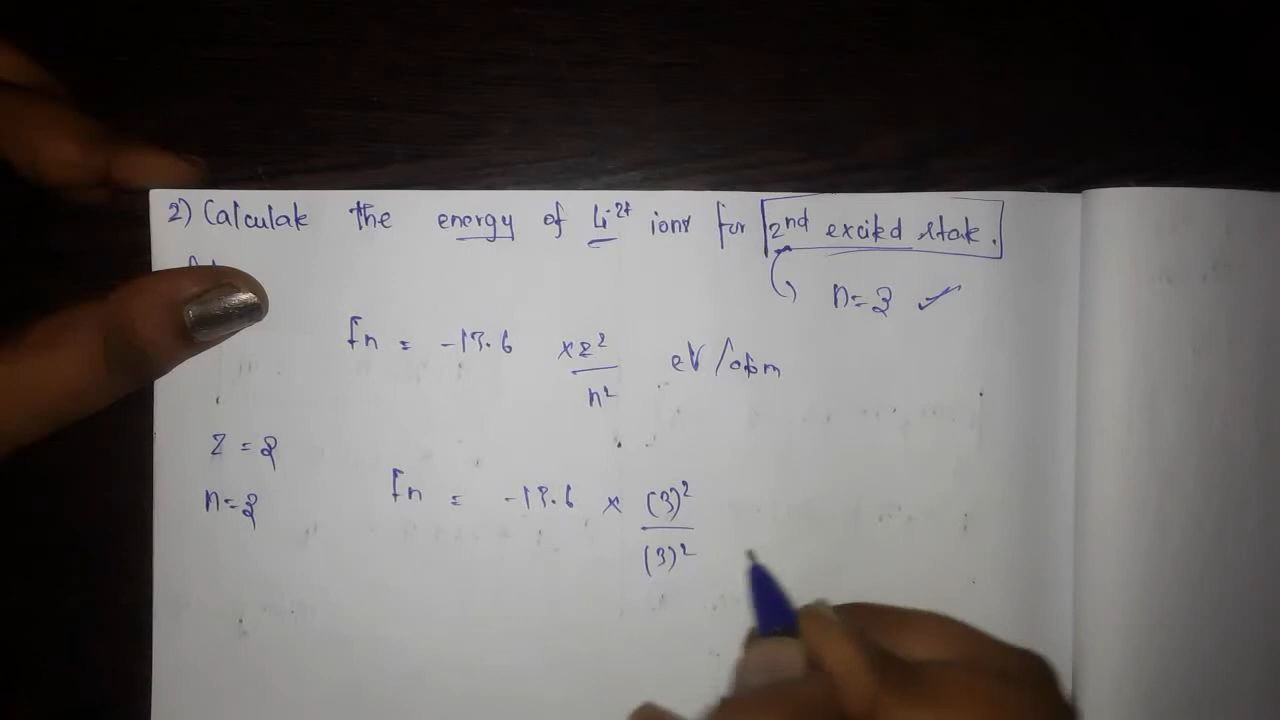 2) Calculate the energy of Li²⁺ ions for 2nd excited state.
n=3 ✓
En = -13.6 × z² / n² eV/atom
Z = 3
n=3
En = -13.6 × (3)² / (3)²